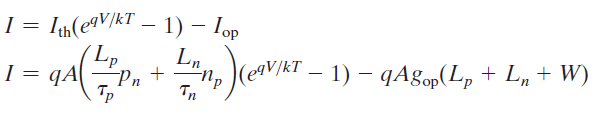 I = I_th(e^{qV/kT} − 1) − I_op
I = qA(L_p/τ_p p_n + L_n/τ_n n_p)(e^{qV/kT} − 1) − qAg_op(L_p + L_n + W)